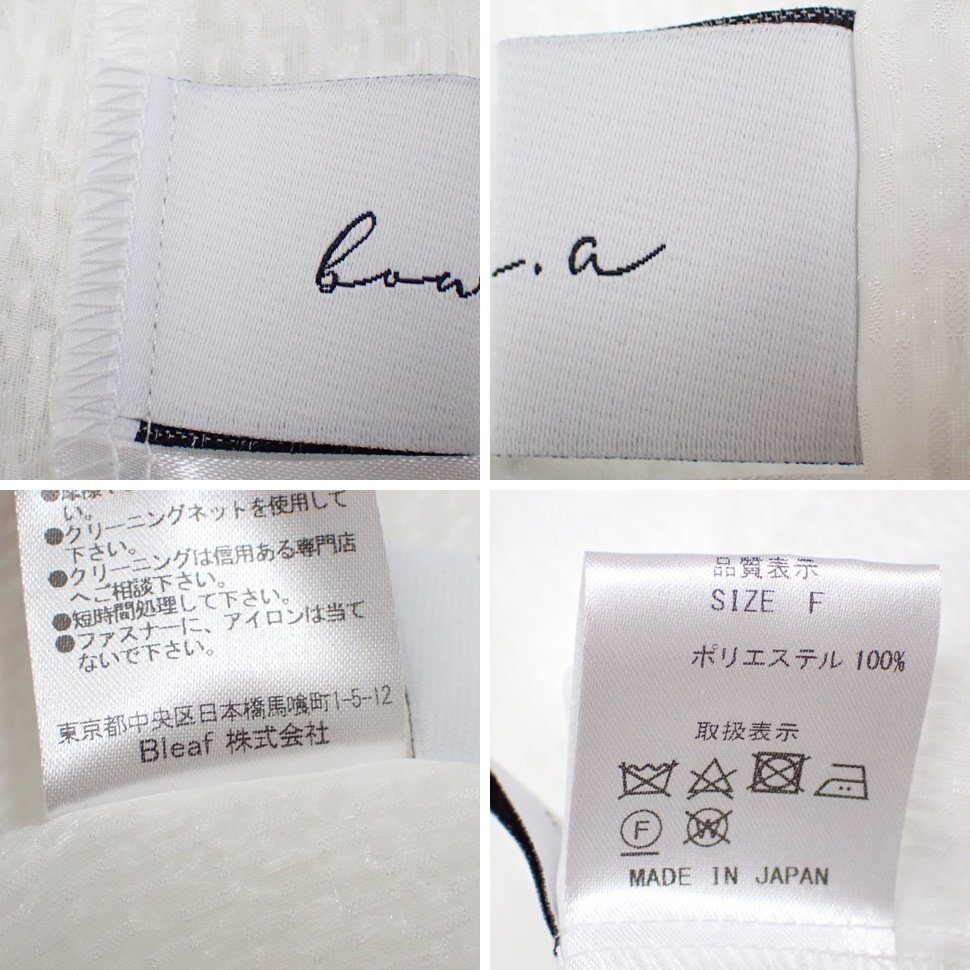 boa
.a
い。
●クリーニングネットを使用して
下さい。
●クリーニングは信用ある専門店
へご相談下さい。
●短時間処理して下さい。
●ファスナーに、アイロンは当て
ないで下さい。
東京都中央区日本橋馬喰町1-5-12
Bleaf 株式会社
品質表示
SIZE F
ポリエステル 100%
取扱表示
F W
MADE IN JAPAN